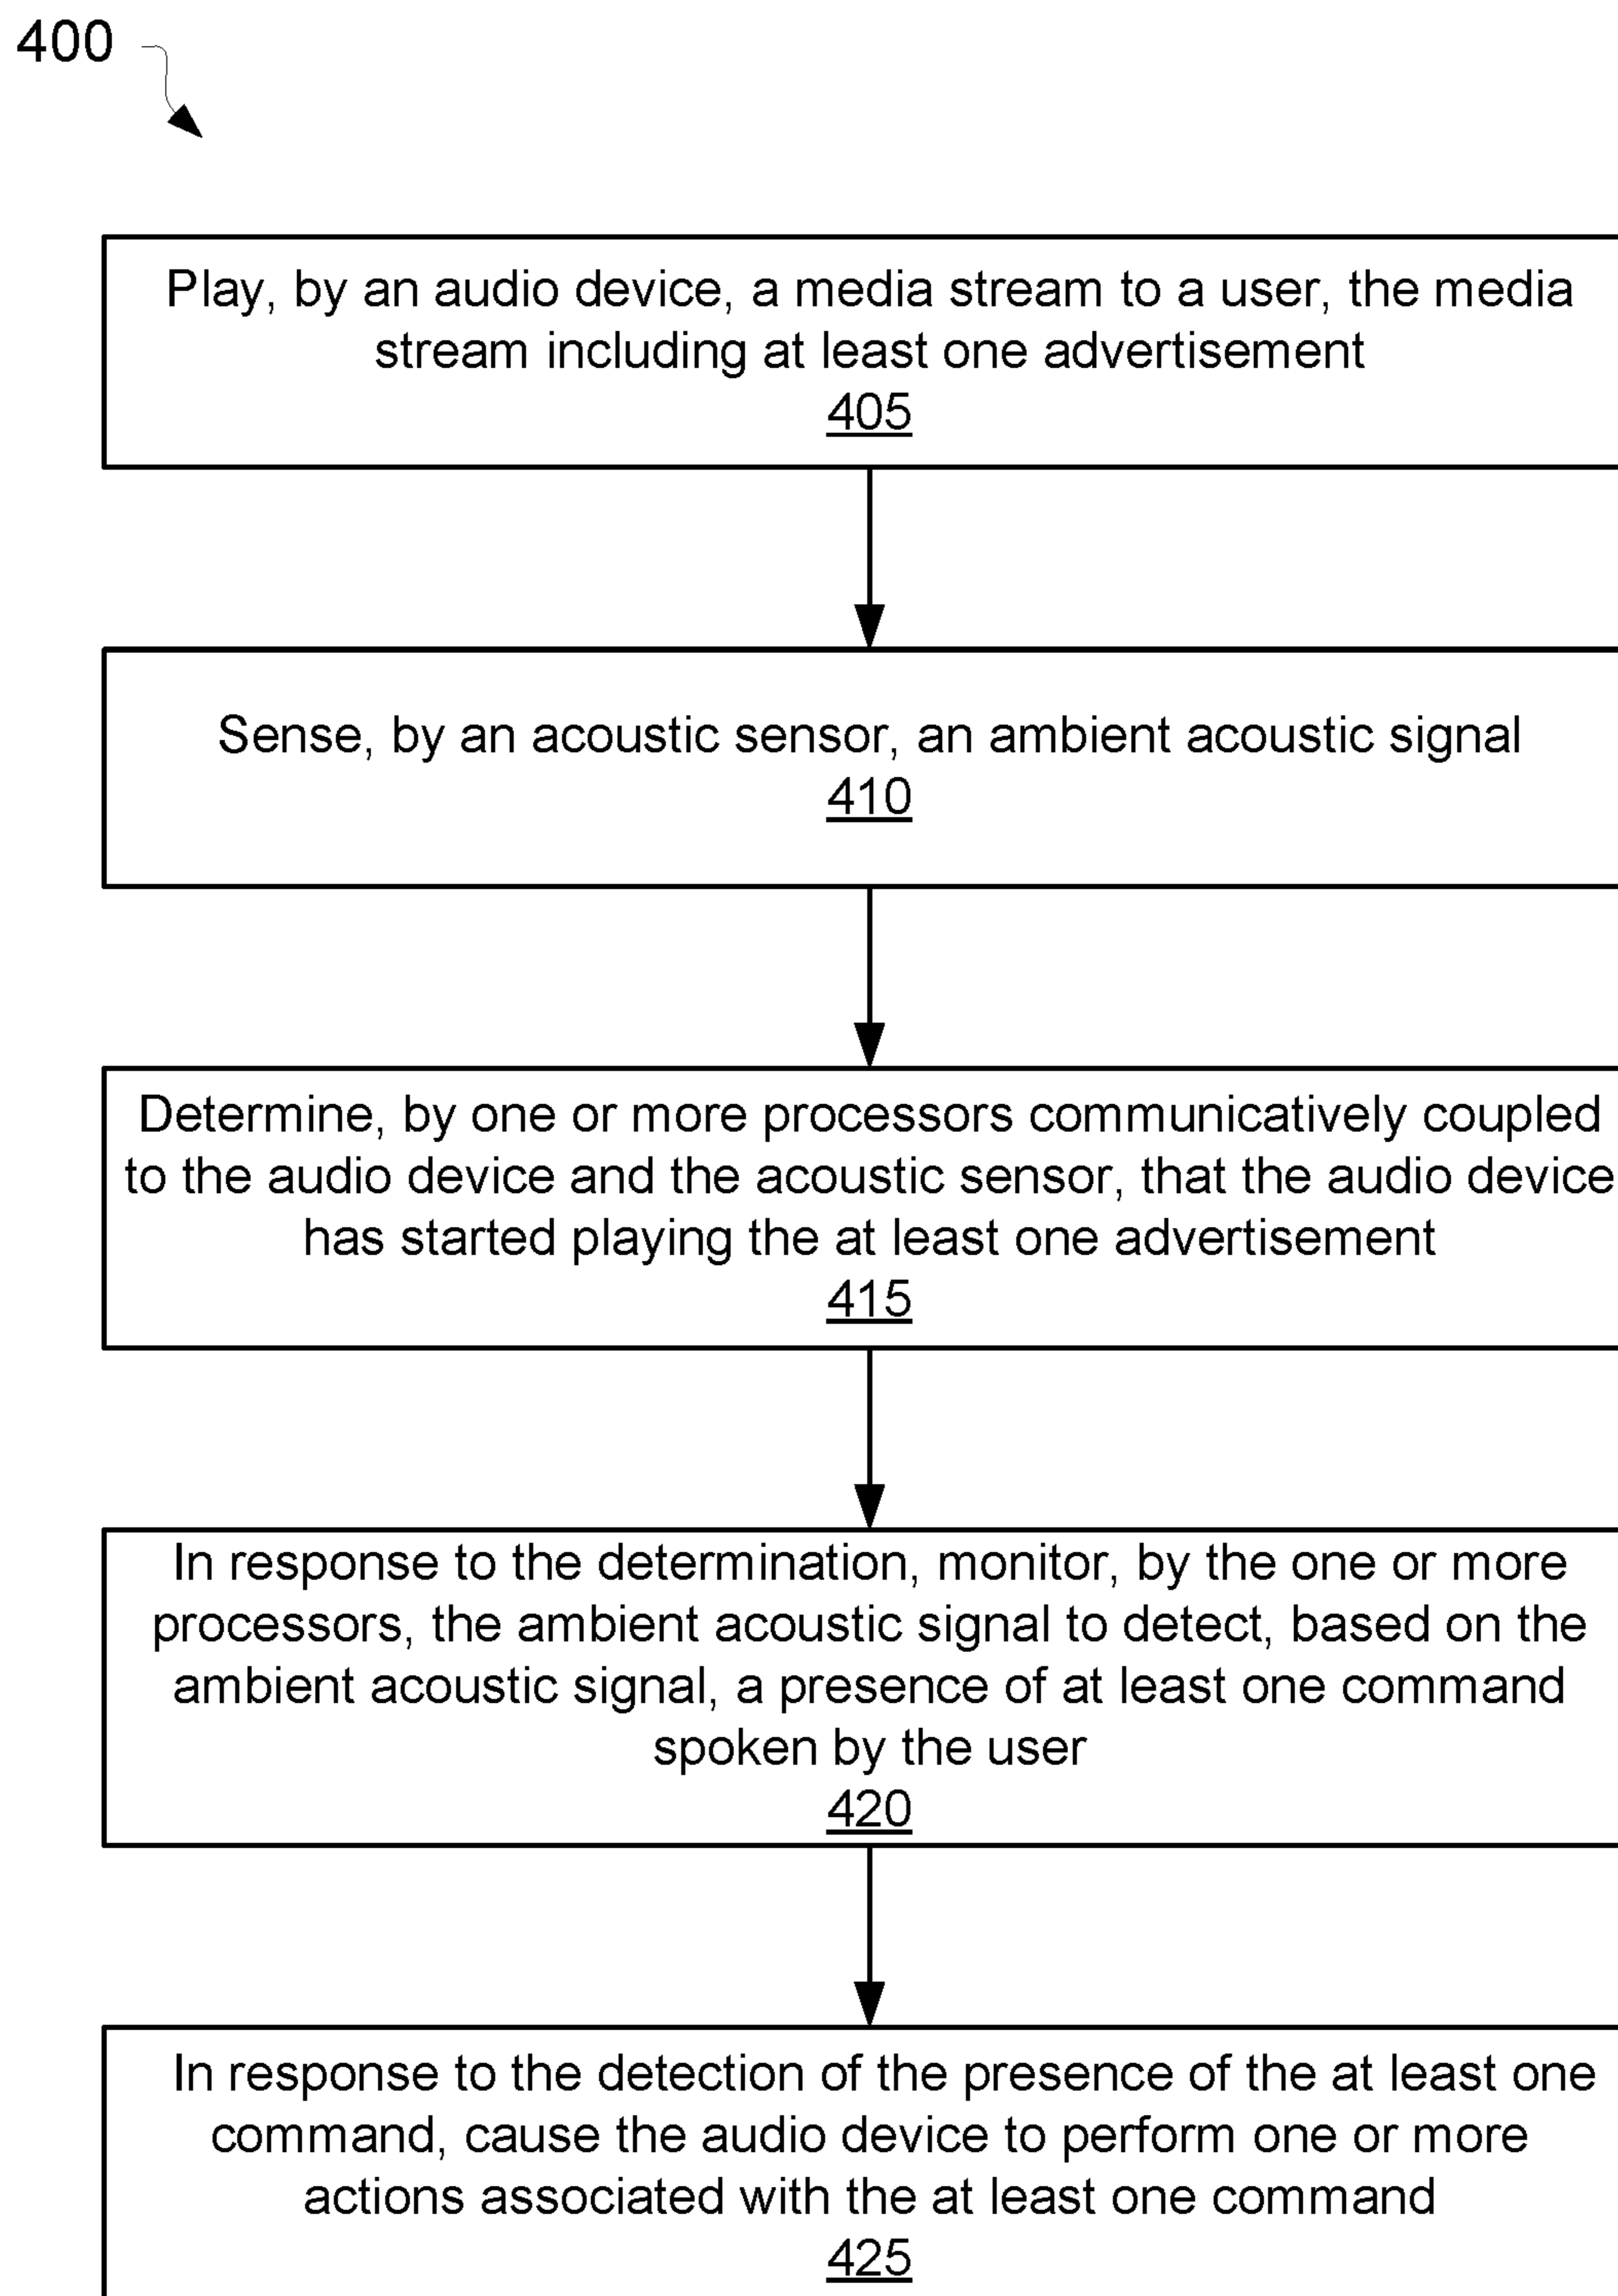 400
Play, by an audio device, a media stream to a user, the media
stream including at least one advertisement
405
Sense, by an acoustic sensor, an ambient acoustic signal
410
Determine, by one or more processors communicatively coupled
to the audio device and the acoustic sensor, that the audio device
has started playing the at least one advertisement
415
In response to the determination, monitor, by the one or more
processors, the ambient acoustic signal to detect, based on the
ambient acoustic signal, a presence of at least one command
spoken by the user
420
In response to the detection of the presence of the at least one
command, cause the audio device to perform one or more
actions associated with the at least one command
425